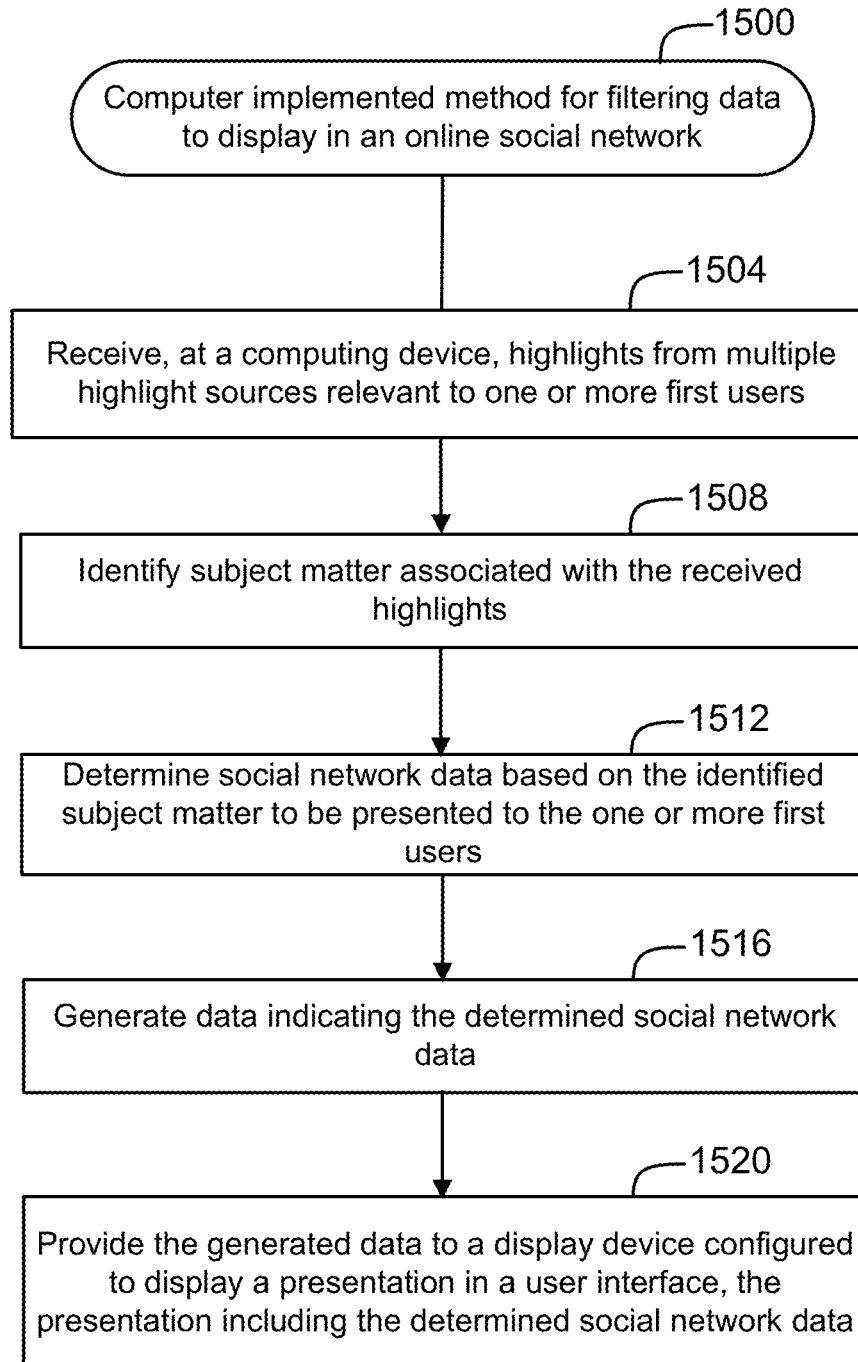 1500
Computer implemented method for filtering data
to display in an online social network
1504
Receive, at a computing device, highlights from multiple
highlight sources relevant to one or more first users
1508
Identify subject matter associated with the received
highlights
1512
Determine social network data based on the identified
subject matter to be presented to the one or more first
users
1516
Generate data indicating the determined social network
data
1520
Provide the generated data to a display device configured
to display a presentation in a user interface, the
presentation including the determined social network data